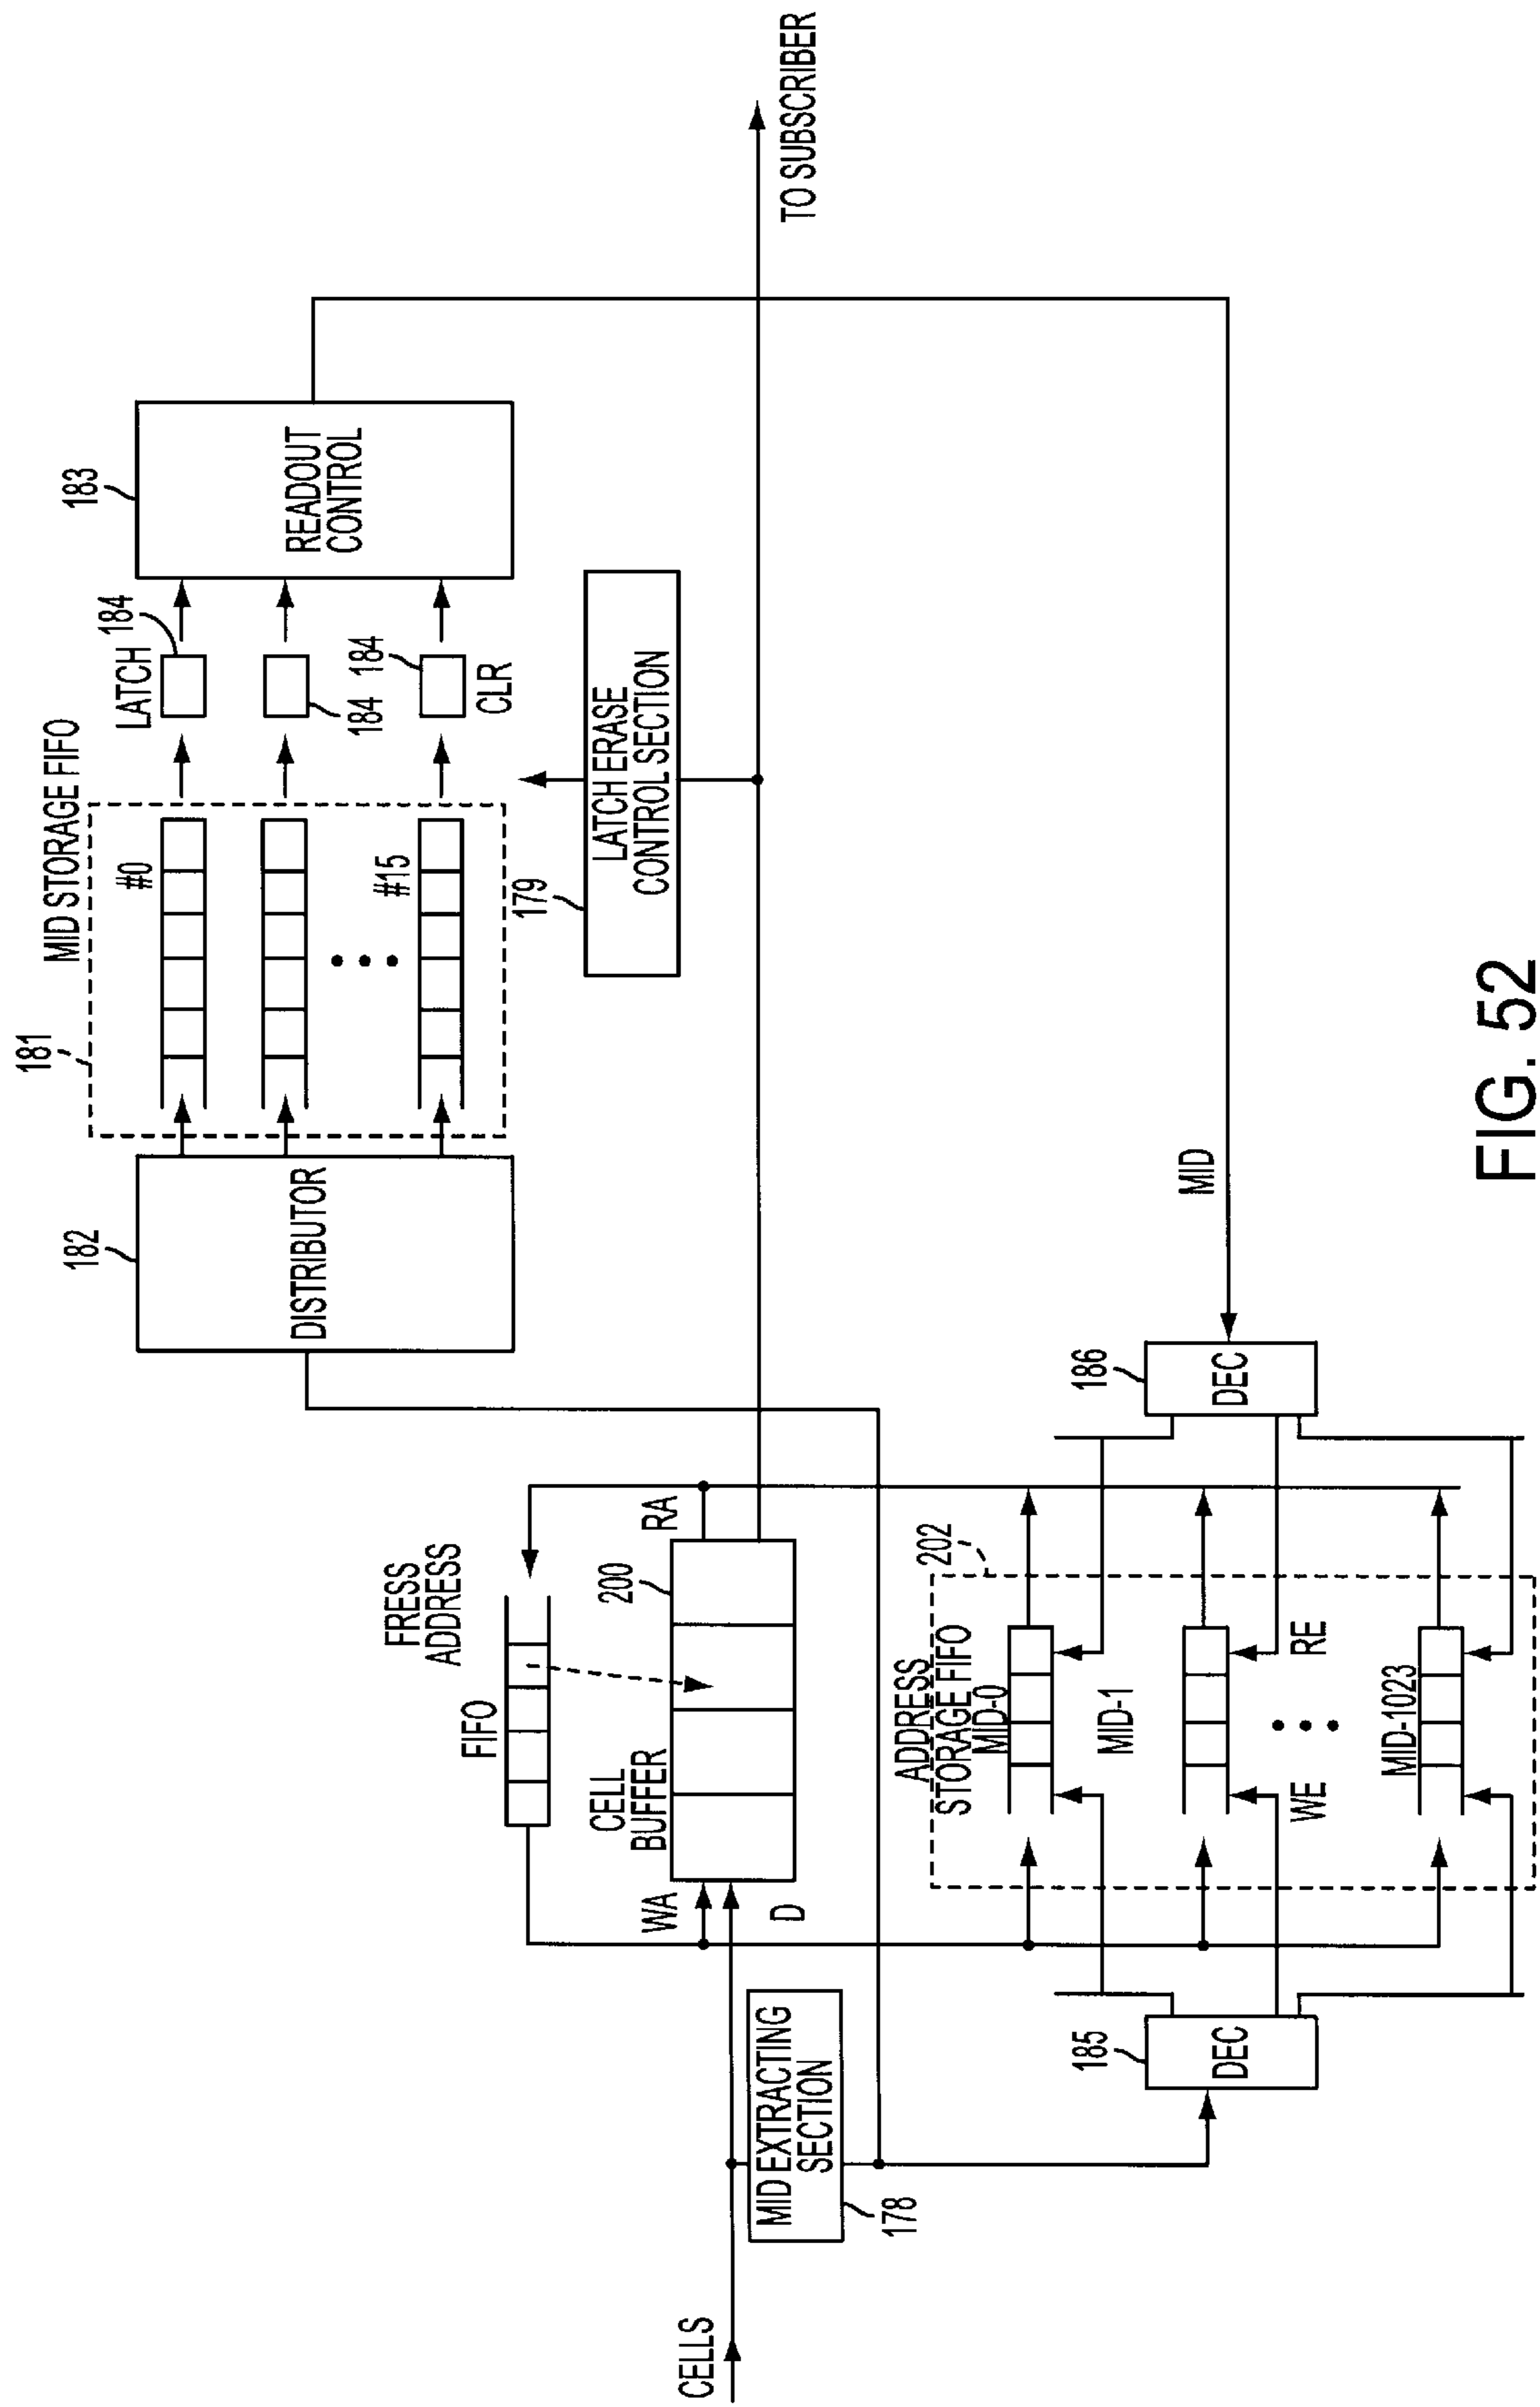 MID STORAGE FIFO
181
182
DISTRIBUTOR
#0
#15
LATCH
184
184
184
CLR
183
READOUT
CONTROL
179
LATCH ERASE
CONTROL SECTION
TO SUBSCRIBER
FRESS
ADDRESS
FIFO
CELL
BUFFER
200
WA
D
RA
CELLS
MID EXTRACTING
SECTION
178
ADDRESS
STORAGE FIFO
202
MID-0
MID-1
WE
RE
MID-1023
185
DEC
186
DEC
MID
FIG. 52